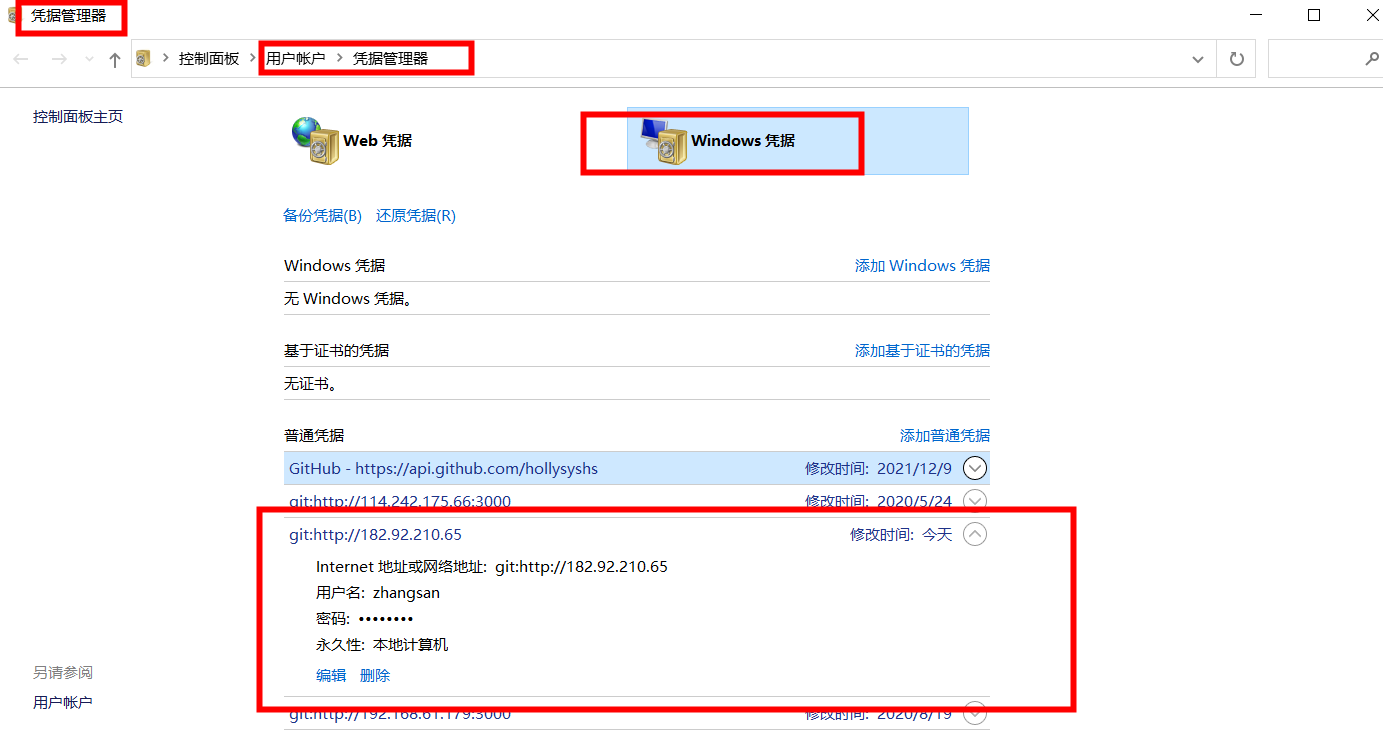 凭据管理器
控制面板 用户帐户 凭据管理器
控制面板主页
Web 凭据 Windows 凭据
备份凭据(B) 还原凭据(R)
Windows 凭据 添加 Windows 凭据
无 Windows 凭据。
基于证书的凭据 添加基于证书的凭据
无证书。
普通凭据 添加普通凭据
GitHub - https://api.github.com/hollysyshs 修改时间: 2021/12/9
git:http://114.242.175.66:3000 修改时间: 2020/5/24
git:http://182.92.210.65 修改时间: 今天
Internet 地址或网络地址: git:http://182.92.210.65
用户名: zhangsan
密码: ••••••••
永久性: 本地计算机
编辑 删除
git:http://192.168.61.179:3000 修改时间: 2020/8/19
另请参阅
用户帐户